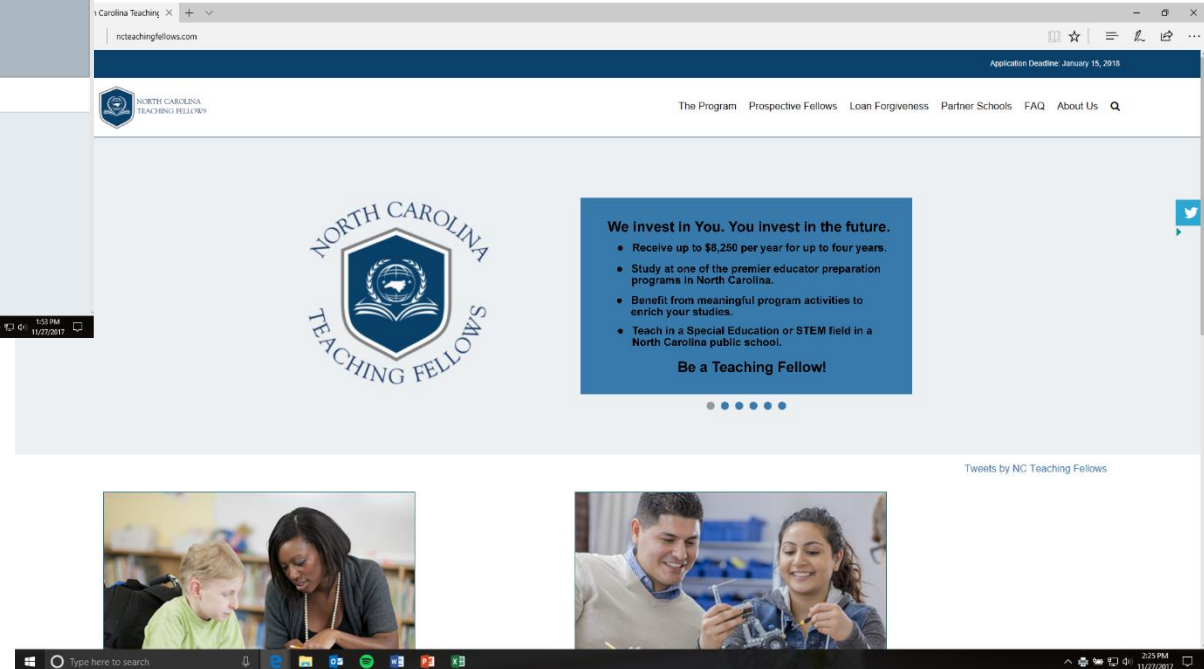 n Carolina Teaching
ncteachingfellows.com
Application Deadline: January 15, 2018
NORTH CAROLINA
TEACHING FELLOWS
The Program Prospective Fellows Loan Forgiveness Partner Schools FAQ About Us
NORTH CAROLINA
TEACHING FELLOWS
We invest in You. You invest in the future.
● Receive up to $8,250 per year for up to four years.
● Study at one of the premier educator preparation
programs in North Carolina.
● Benefit from meaningful program activities to
enrich your studies.
● Teach in a Special Education or STEM field in a
North Carolina public school.
Be a Teaching Fellow!
1:53 PM
11/27/2017
Tweets by NC Teaching Fellows
Type here to search
2:25 PM
11/27/2017